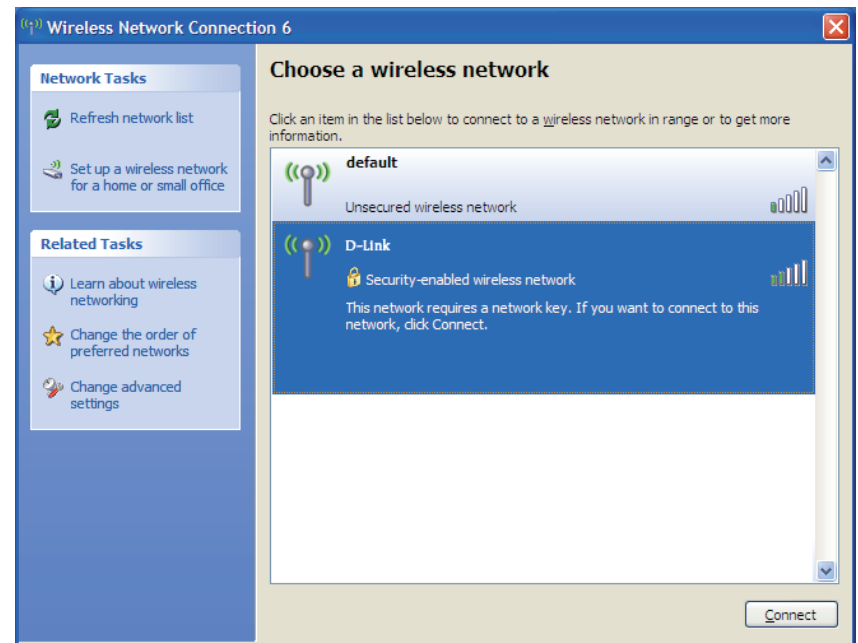 Wireless Network Connection 6
Network Tasks
Refresh network list
Set up a wireless network
for a home or small office
Related Tasks
Learn about wireless
networking
Change the order of
preferred networks
Change advanced
settings
Choose a wireless network
Click an item in the list below to connect to a wireless network in range or to get more
information.
default
Unsecured wireless network
D-Link
Security-enabled wireless network
This network requires a network key. If you want to connect to this
network, click Connect.
Connect